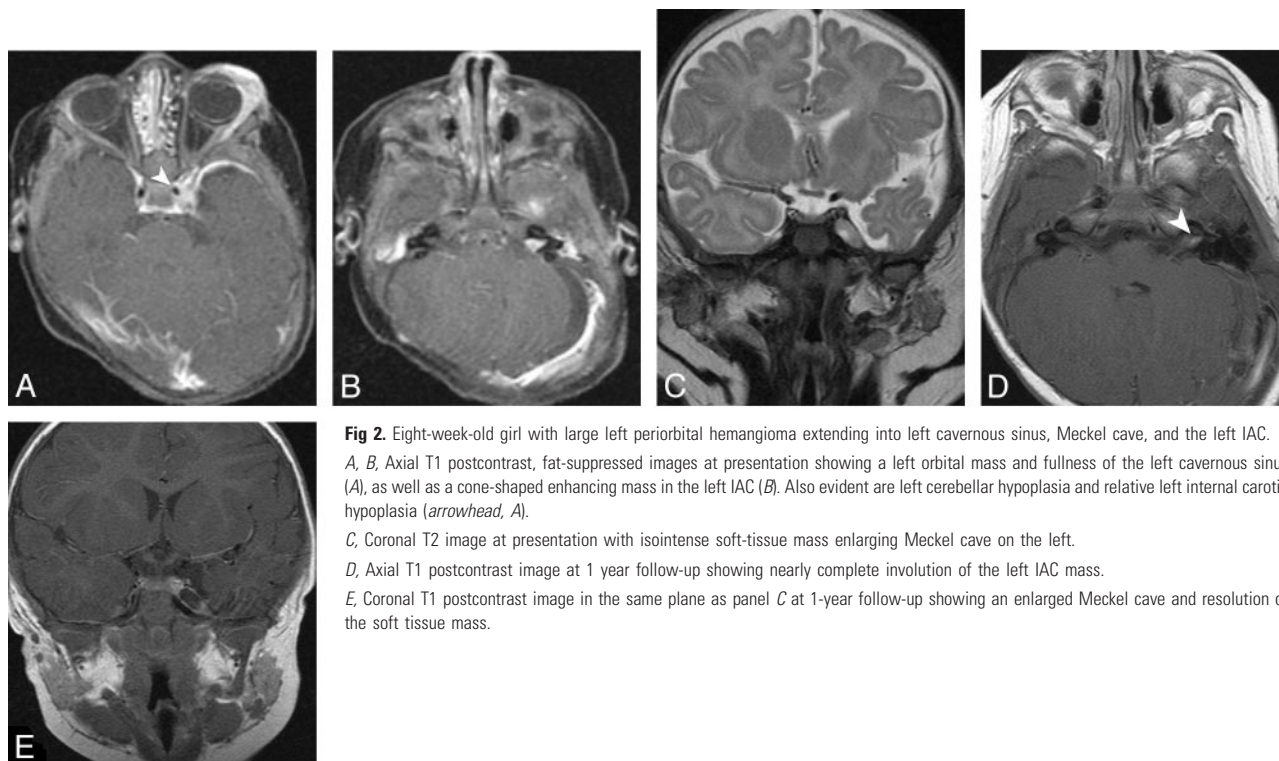 A
B
C
D
E
Fig 2. Eight-week-old girl with large left periorbital hemangioma extending into left cavernous sinus, Meckel cave, and the left IAC.
A, B, Axial T1 postcontrast, fat-suppressed images at presentation showing a left orbital mass and fullness of the left cavernous sinu
(A), as well as a cone-shaped enhancing mass in the left IAC (B). Also evident are left cerebellar hypoplasia and relative left internal caroti
hypoplasia (arrowhead, A).
C, Coronal T2 image at presentation with isointense soft-tissue mass enlarging Meckel cave on the left.
D, Axial T1 postcontrast image at 1 year follow-up showing nearly complete involution of the left IAC mass.
E, Coronal T1 postcontrast image in the same plane as panel C at 1-year follow-up showing an enlarged Meckel cave and resolution o
the soft tissue mass.